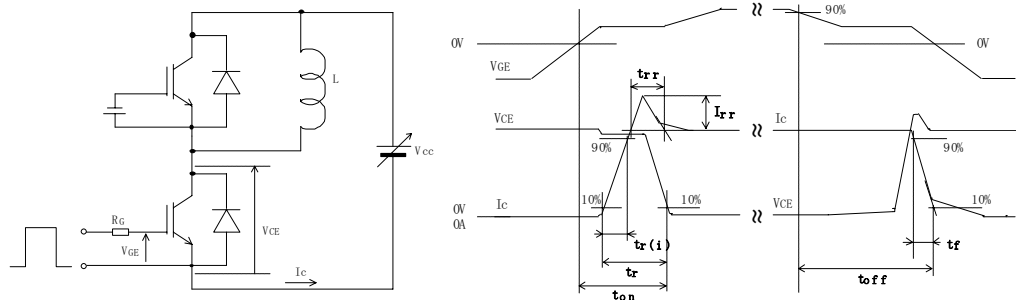 L
Vcc
RG
VGE
VCE
Ic
0V
VGE
90%
0V
trr
Irr
VCE
Ic
90%
90%
10%
10%
VCE
10%
0V
0A
Ic
tr(i)
tr
ton
tf
toff